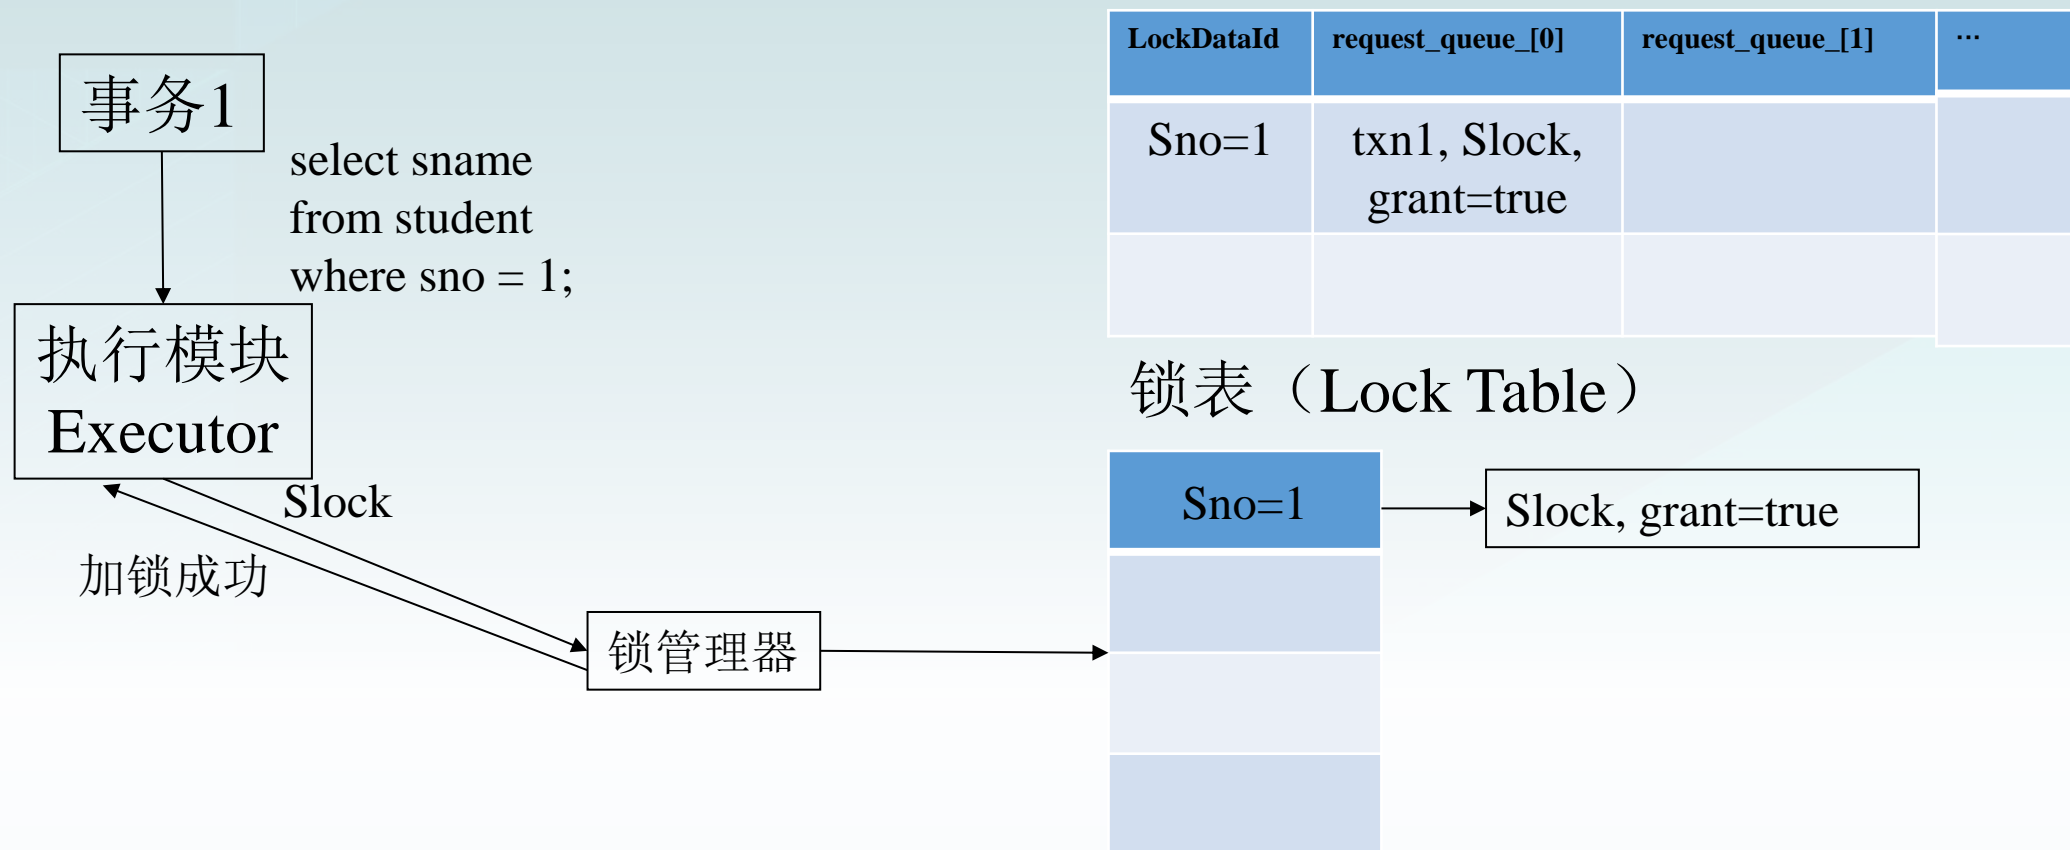 事务1
select sname
from student
where sno = 1;
执行模块
Executor
Slock
加锁成功
锁管理器
LockDataId request_queue_[0] request_queue_[1] ...
Sno=1 txn1, Slock,
grant=true
锁表（Lock Table）
Sno=1
Slock, grant=true